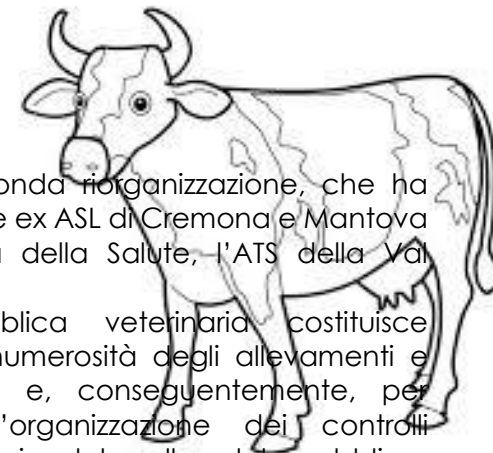 onda riorganizzazione, che ha
e ex ASL di Cremona e Mantova
della Salute, l'ATS della Val
blica veterinaria costituisce
numerosità degli allevamenti e
e, conseguentemente, per
l'organizzazione dei controlli